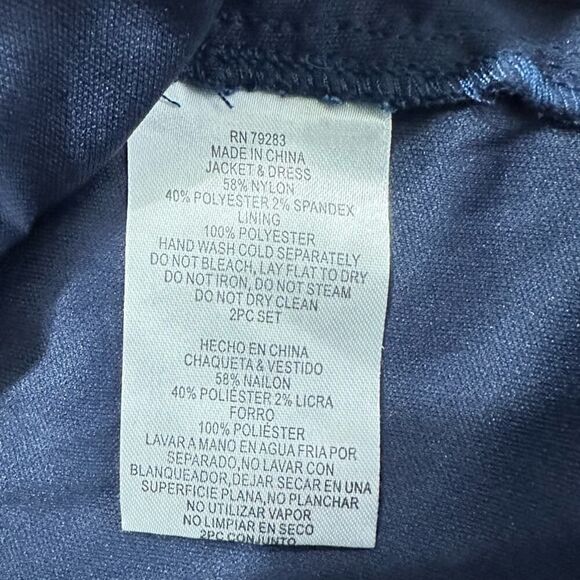 RN 79283
MADE IN CHINA
JACKET & DRESS
58% NYLON
40% POLYESTER 2% SPANDEX
LINING
100% POLYESTER
HAND WASH COLD SEPARATELY
DO NOT BLEACH, LAY FLAT TO DRY
DO NOT IRON, DO NOT STEAM
DO NOT DRY CLEAN
2PC SET
HECHO EN CHINA
CHAQUETA & VESTIDO
58% NAILON
40% POLIÉSTER 2% LICRA
FORRO
100% POLIÉSTER
LAVAR A MANO EN AGUA FRIA POR
SEPARADO,NO LAVAR CON
BLANQUEADOR,DEJAR SECAR EN UNA
SUPERFICIE PLANA,NO PLANCHAR
NO UTILIZAR VAPOR
NO LIMPIAR EN SECO
2PC CONJUNTO